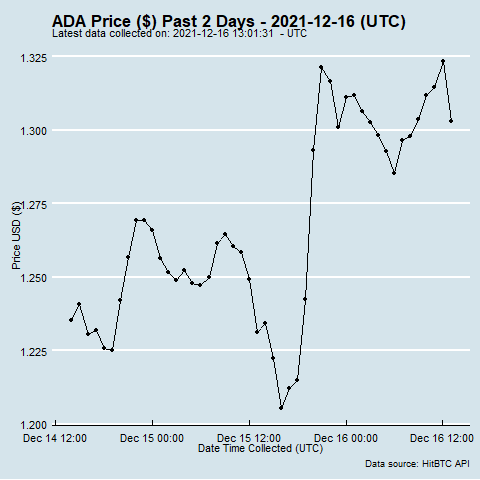 ADA Price ($) Past 2 Days - 2021-12-16 (UTC)
Latest data collected on: 2021-12-16 13:01:31  - UTC
1.325
1.300
1.275
1.250
1.225
1.200
Price USD ($)
Dec 14 12:00 Dec 15 00:00 Dec 15 12:00 Dec 16 00:00 Dec 16 12:00
Date Time Collected (UTC)
Data source: HitBTC API